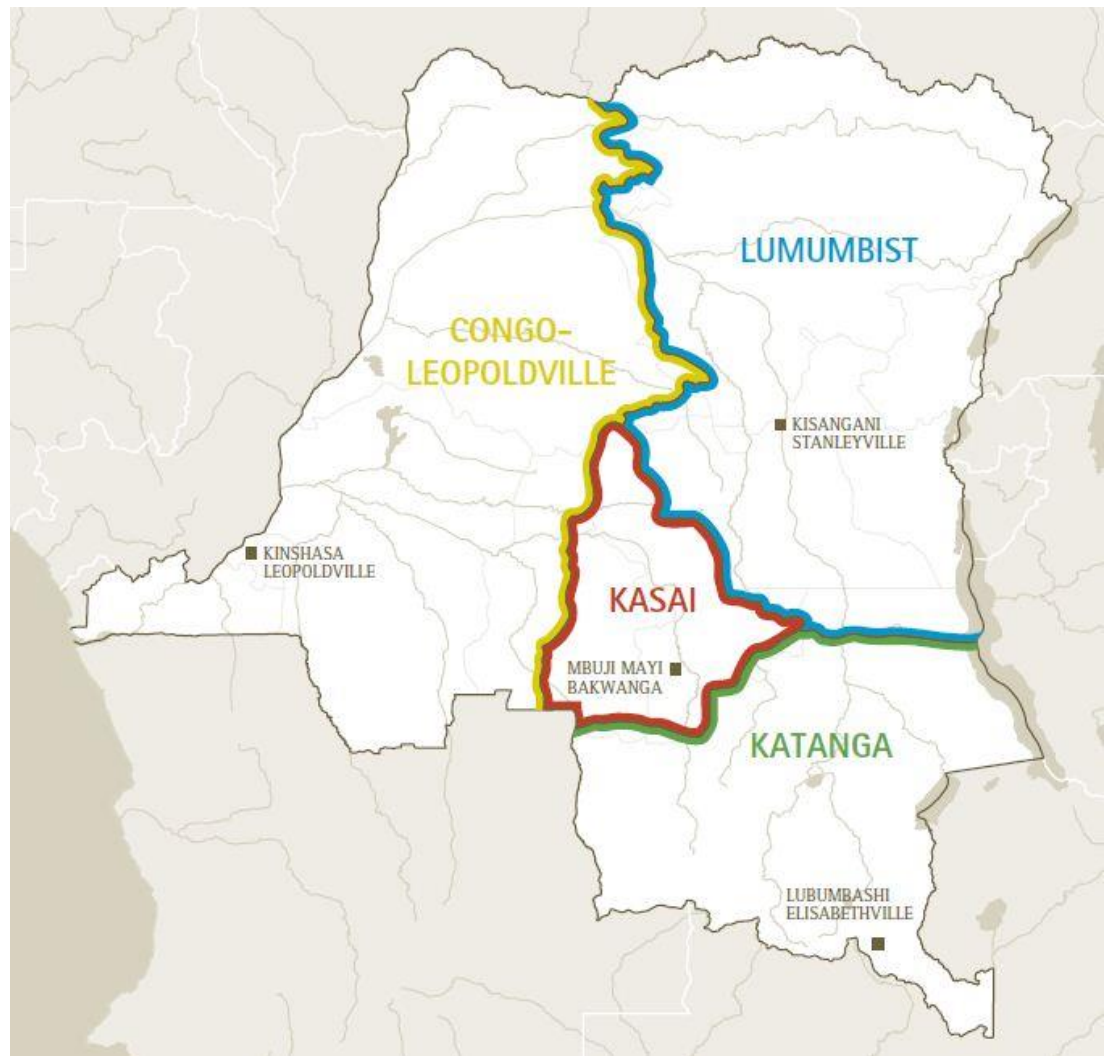 LUMUMBIST
CONGO-
LEOPOLDVILLE
KISANGANI
STANLEYVILLE
KINSHASA
LEOPOLDVILLE
KASAI
MBUJI MAYI
BAKWANGA
KATANGA
LUBUMBASHI
ELISABETHVILLE